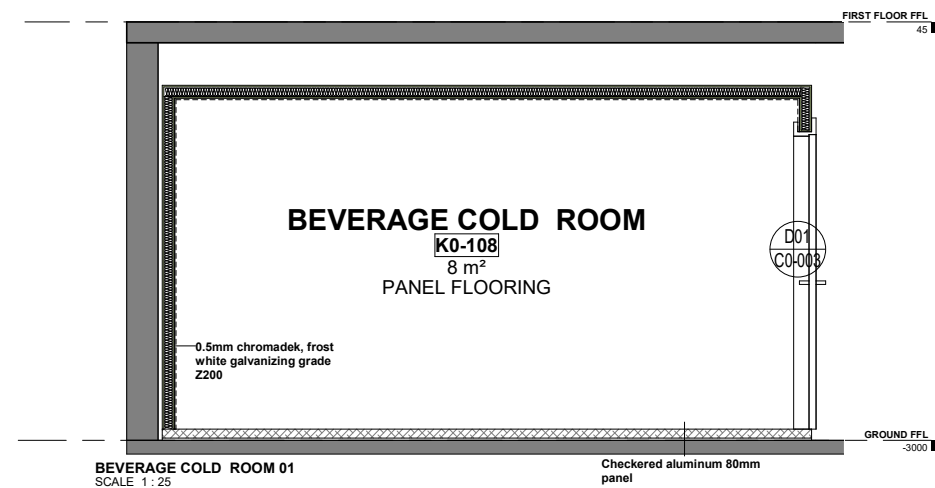 FIRST FLOOR FFL
45
BEVERAGE COLD ROOM
K0-108
8 m²
PANEL FLOORING
D01
C0-003
0.5mm chromadek, frost
white galvanizing grade
Z200
GROUND FFL
-3000
BEVERAGE COLD ROOM 01
SCALE 1 : 25
Checkered aluminum 80mm
panel